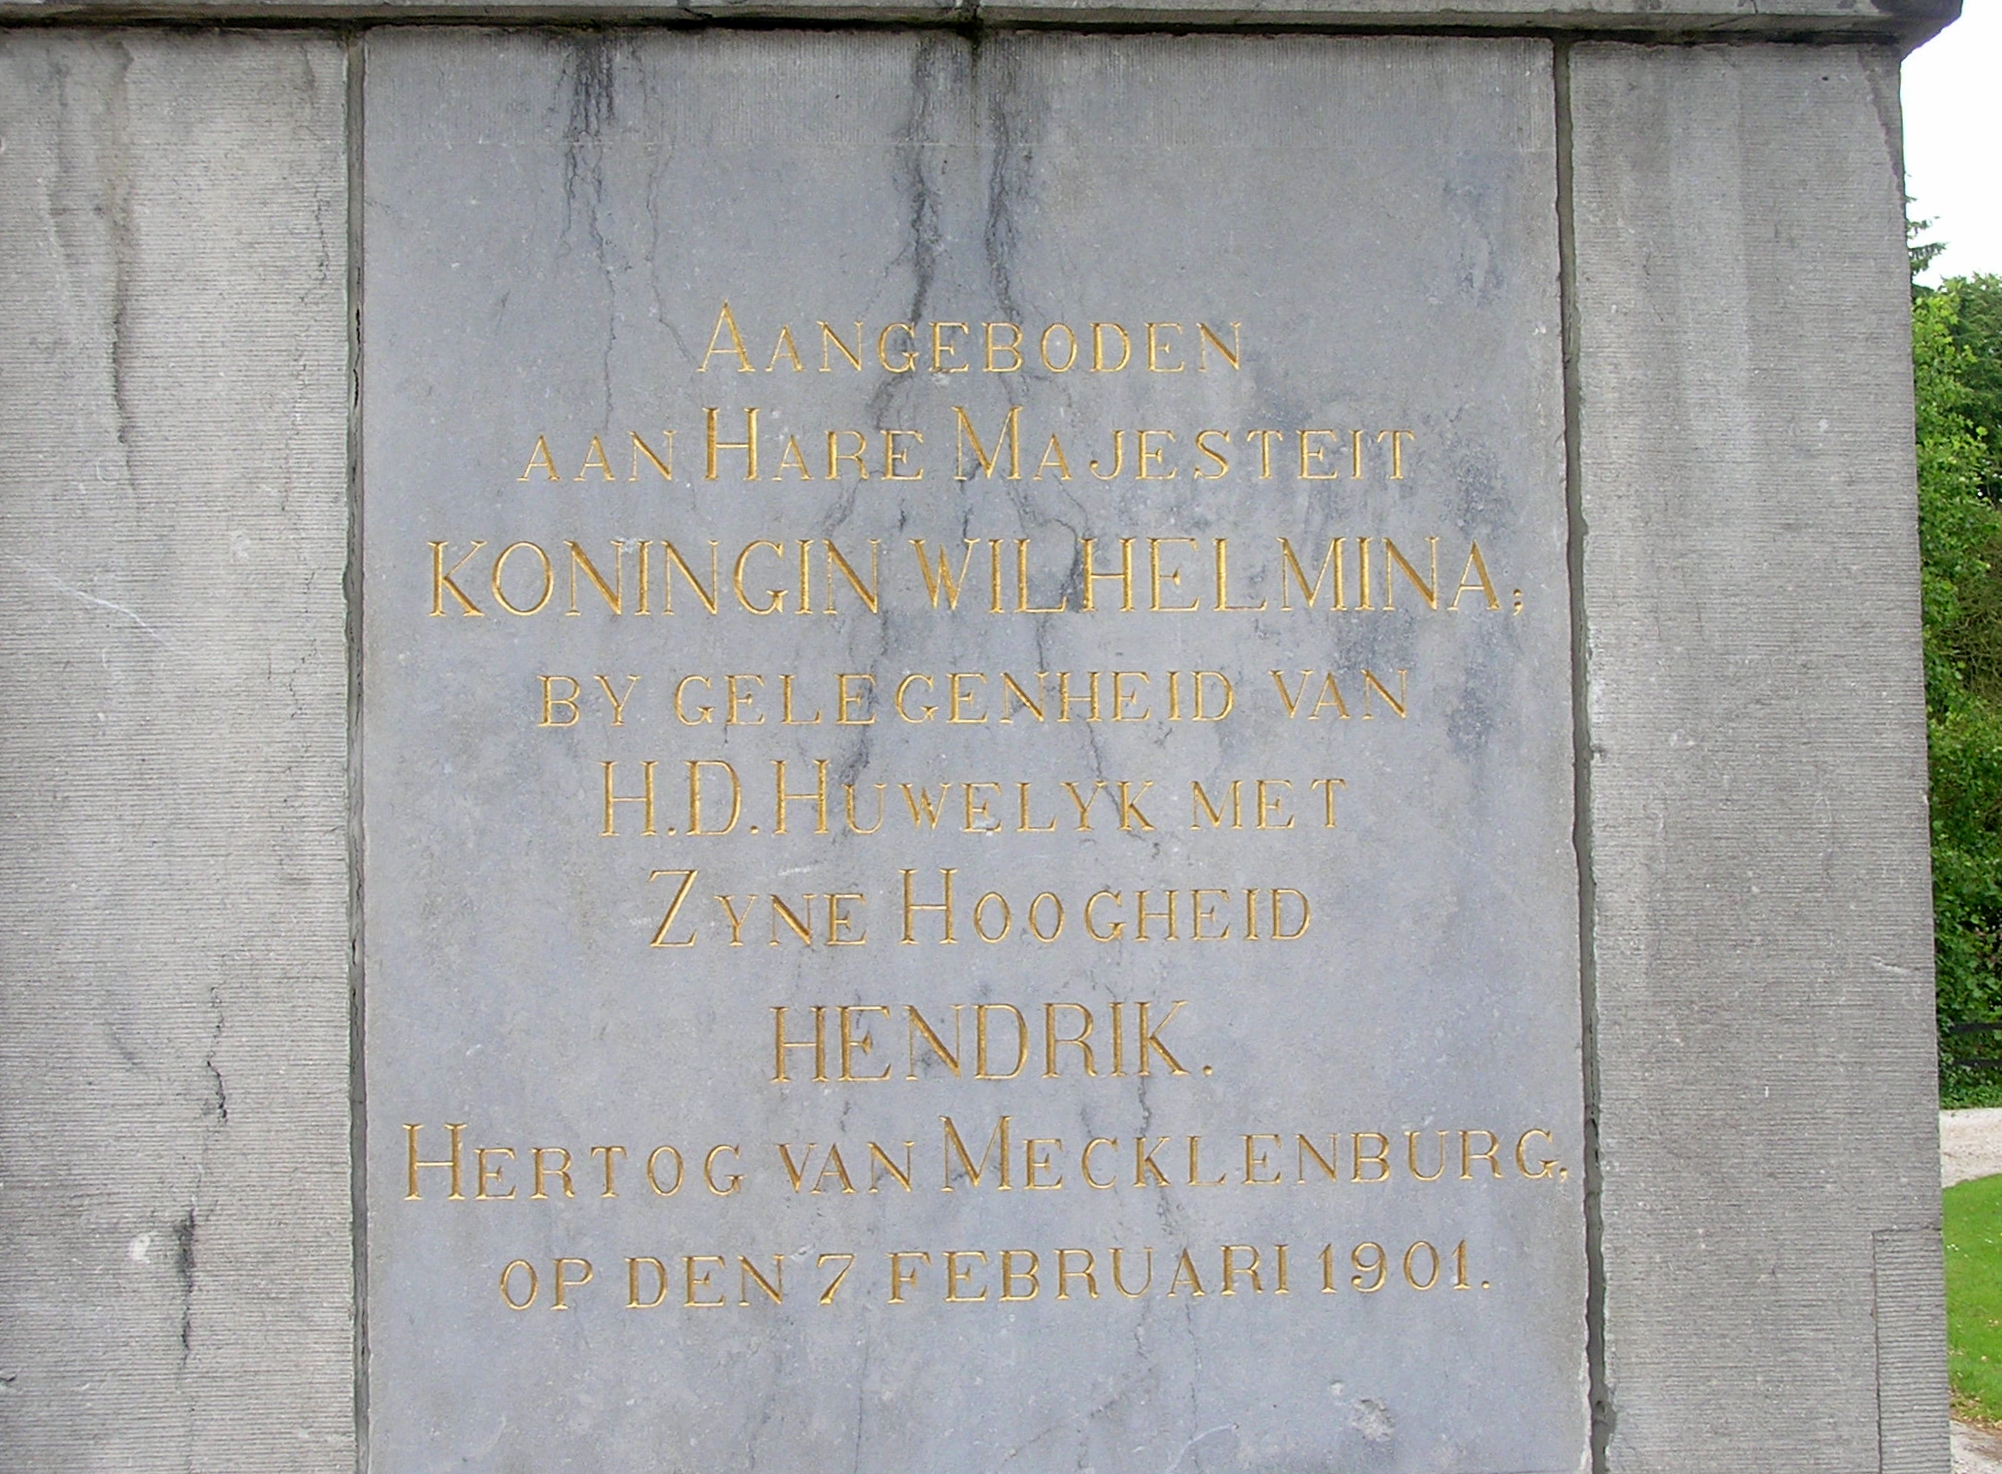 AANGEBODEN
AAN HARE MAJESTEIT
KONINGIN WILHELMINA;
BY GELEGENHEID VAN
H.D. HUWELYK MET
ZYNE HOOGHEID
HENDRIK.
HERTOG VAN MECKLENBURG,
OP DEN 7 FEBRUARI 1901.